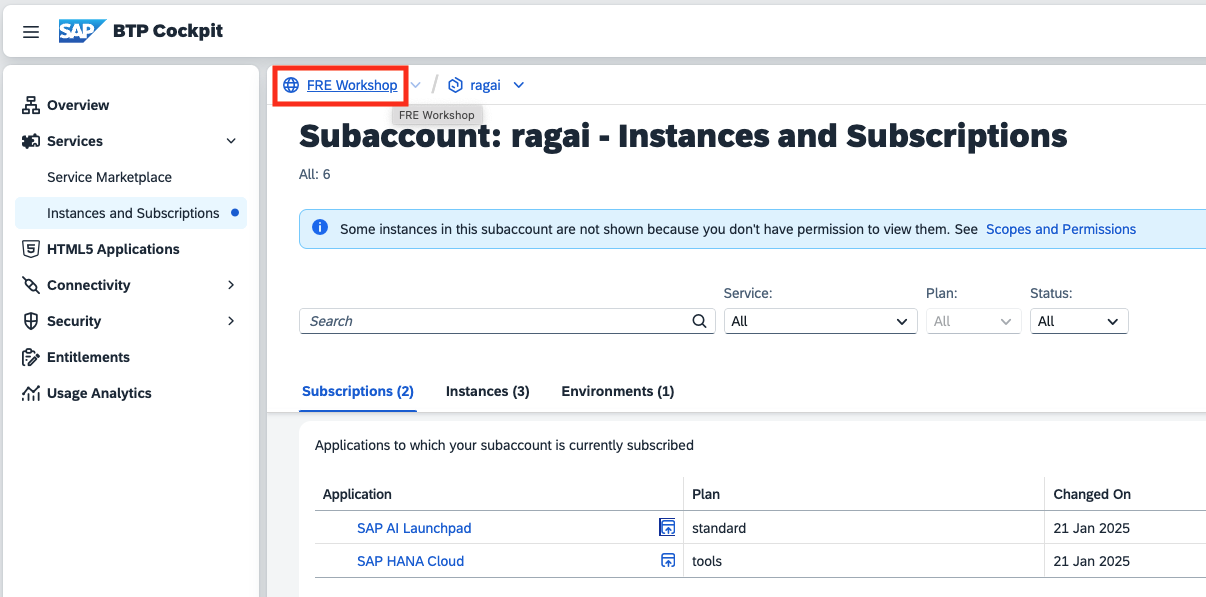 SAP BTP Cockpit
Overview
Services
Service Marketplace
Instances and Subscriptions
HTML5 Applications
Connectivity
Security
Entitlements
Usage Analytics
FRE Workshop / ragai
FRE Workshop
Subaccount: ragai - Instances and Subscriptions
All: 6
Some instances in this subaccount are not shown because you don't have permission to view them. See Scopes and Permissions
Service: Plan: Status:
Search All All All
Subscriptions (2) Instances (3) Environments (1)
Applications to which your subaccount is currently subscribed
Application Plan Changed On
SAP AI Launchpad standard 21 Jan 2025
SAP HANA Cloud tools 21 Jan 2025